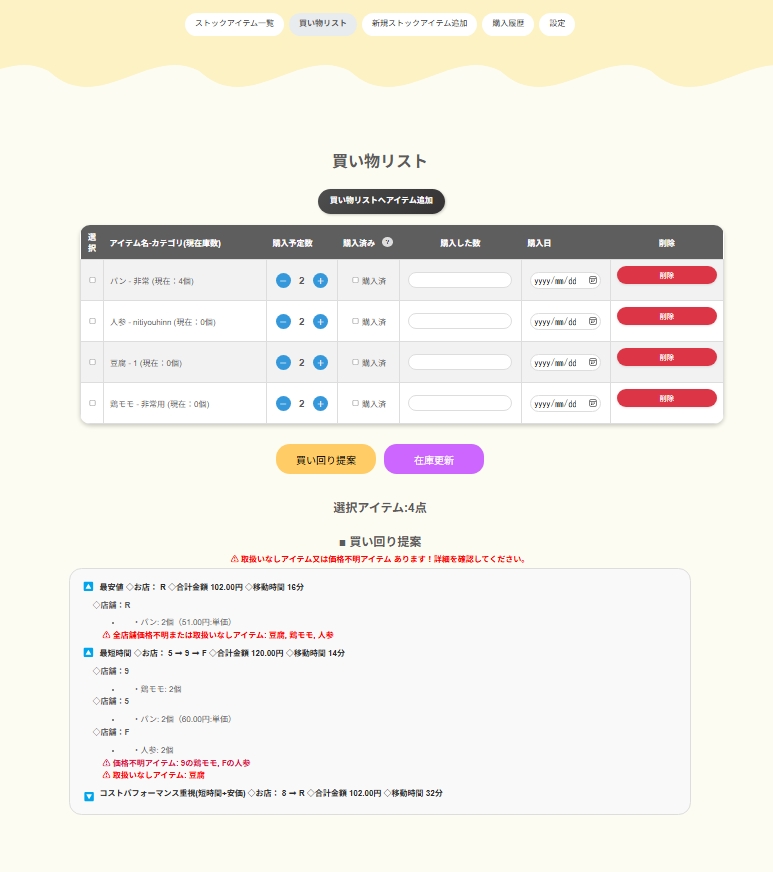 ストックアイテム一覧 買い物リスト 新規ストックアイテム追加 購入履歴 設定
買い物リスト
買い物リストへアイテム追加
選択 アイテム名-カテゴリ(現在庫数) 購入予定数 購入済み ? 購入した数 購入日 削除
パン - 非常 (現在：4個) − 2 + 購入済 yyyy/mm/dd 削除
人参 - nitiyouhinn (現在：0個) − 2 + 購入済 yyyy/mm/dd 削除
豆腐 - 1 (現在：0個) − 2 + 購入済 yyyy/mm/dd 削除
鶏モモ - 非常用 (現在：0個) − 2 + 購入済 yyyy/mm/dd 削除
買い回り提案 在庫更新
選択アイテム:4点
■ 買い回り提案
⚠ 取扱いなしアイテム又は価格不明アイテム あります！詳細を確認してください。
🔼 最安値 ◇お店： R ◇合計金額 102.00円 ◇移動時間 16分
◇店舗：R
• ・パン: 2個（51.00円:単価）
⚠ 全店舗価格不明または取扱いなしアイテム: 豆腐, 鶏モモ, 人参
🔼 最短時間 ◇お店： 5 ➞ 9 ➞ F ◇合計金額 120.00円 ◇移動時間 14分
◇店舗：9
• ・鶏モモ: 2個
◇店舗：5
• ・パン: 2個（60.00円:単価）
◇店舗：F
• ・人参: 2個
⚠ 価格不明アイテム: 9の鶏モモ, Fの人参
⚠ 取扱いなしアイテム: 豆腐
🔽 コストパフォーマンス重視(短時間+安価) ◇お店： 8 ➞ R ◇合計金額 102.00円 ◇移動時間 32分